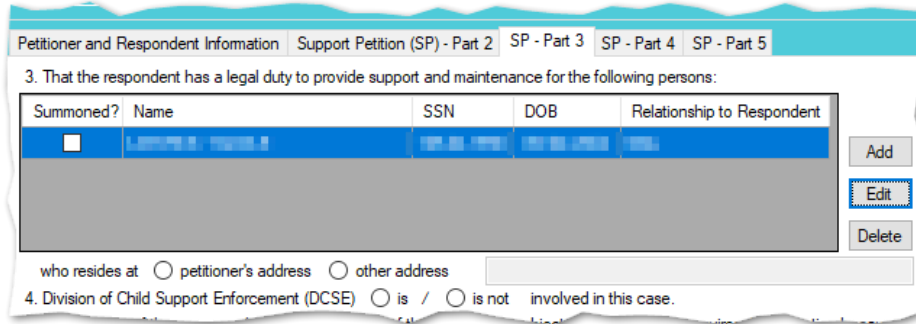 Petitioner and Respondent Information Support Petition (SP) - Part 2 SP - Part 3 SP - Part 4 SP - Part 5
3. That the respondent has a legal duty to provide support and maintenance for the following persons:
Summoned? Name SSN DOB Relationship to Respondent
Add
Edit
Delete
who resides at petitioner's address other address
4. Division of Child Support Enforcement (DCSE) is / is not involved in this case.